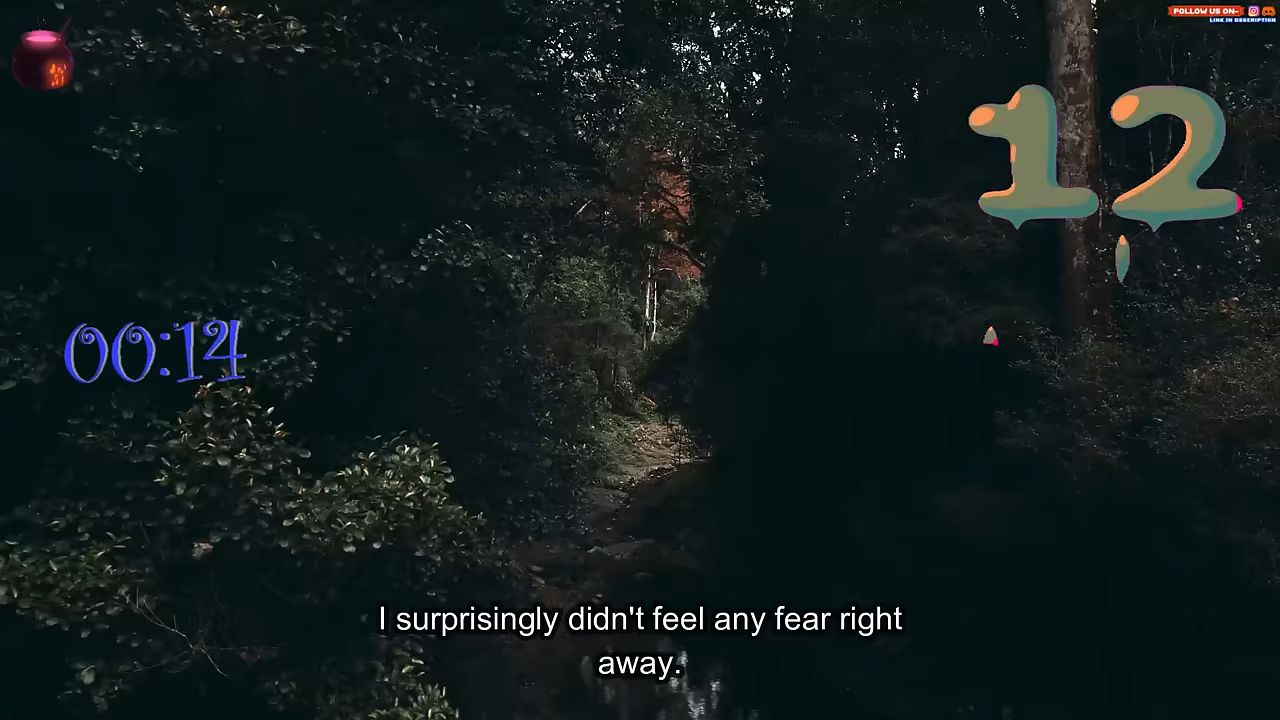 FOLLOW US ON-
LINK IN DESCRIPTION
12
00:14
I surprisingly didn't feel any fear right
away.